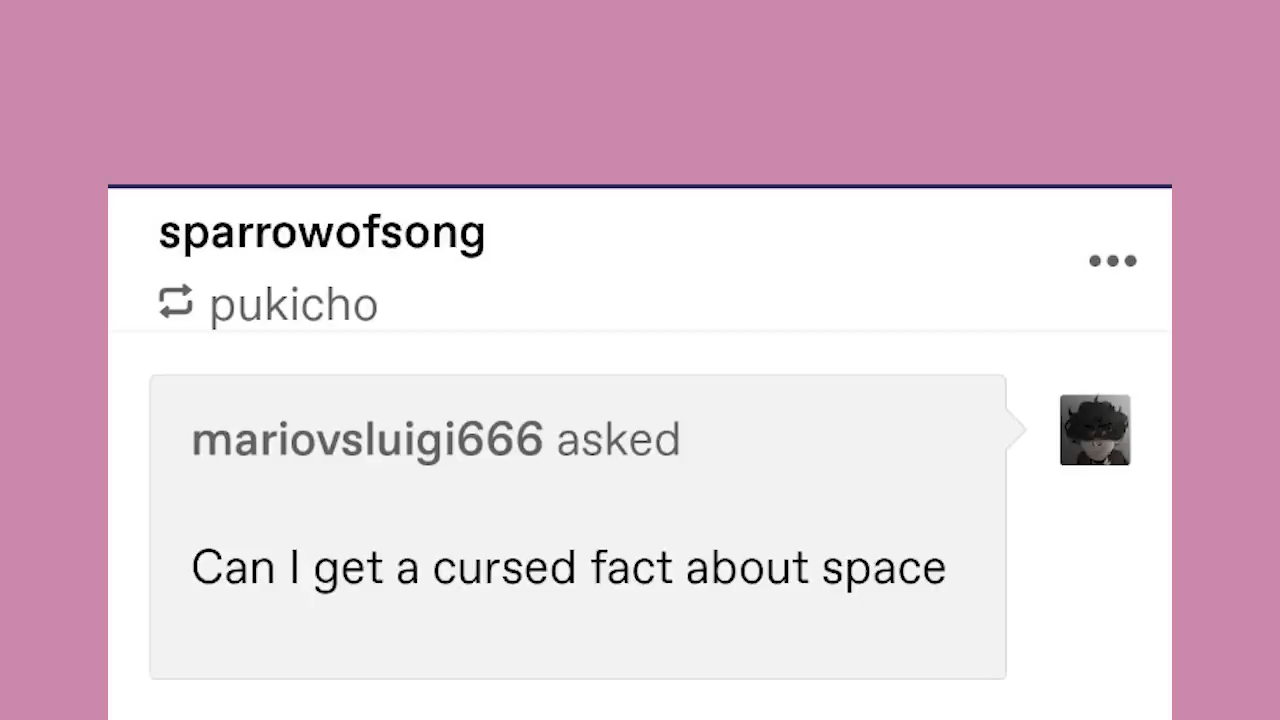 sparrowofsong
pukicho
mariovsluigi666 asked
Can I get a cursed fact about space